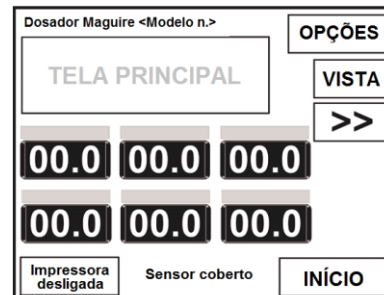 Dosador Maguire <Modelo n.>
OPÇÕES
TELA PRINCIPAL
VISTA
>>
00.0 00.0 00.0
00.0 00.0 00.0
Impressora
desligada
Sensor coberto
INÍCIO